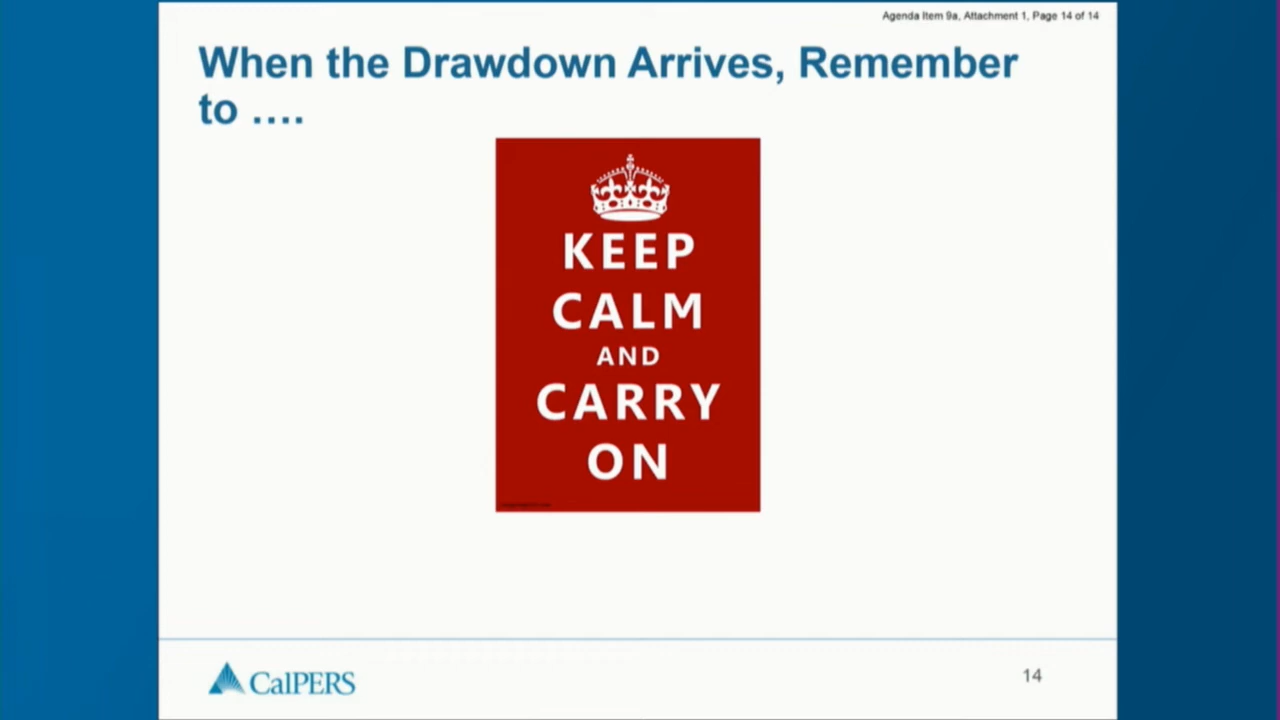 Agenda Item 9a, Attachment 1, Page 14 of 14
When the Drawdown Arrives, Remember
to ....
KEEP
CALM
AND
CARRY
ON
CalPERS
14